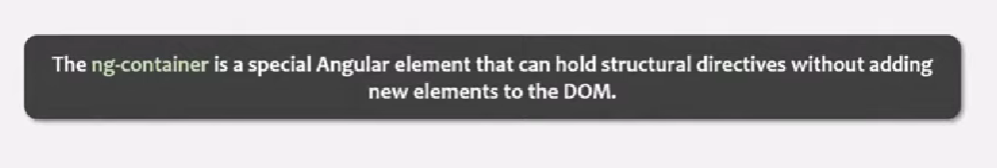 The ng-container is a special Angular element that can hold structural directives without adding
new elements to the DOM.